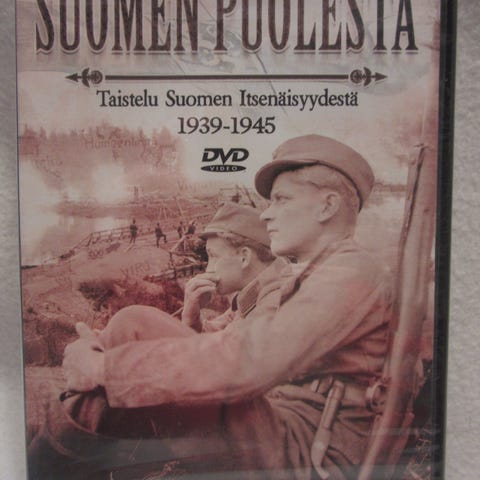 SUOMEN PUOLESTA
Taistelu Suomen Itsenäisyydestä
1939-1945
DVD
VIDEO